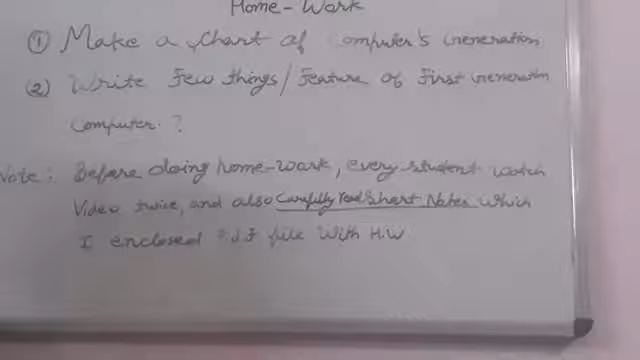 Home-Work
(1) Make a chart of Computer's Generation
(2) Write Few things/Feature of First Generation
Computer.?
Note: Before doing home-work, every student watch
Video twice, and also Carefully read Short Notes which
I enclosed P.d.f file with H.W